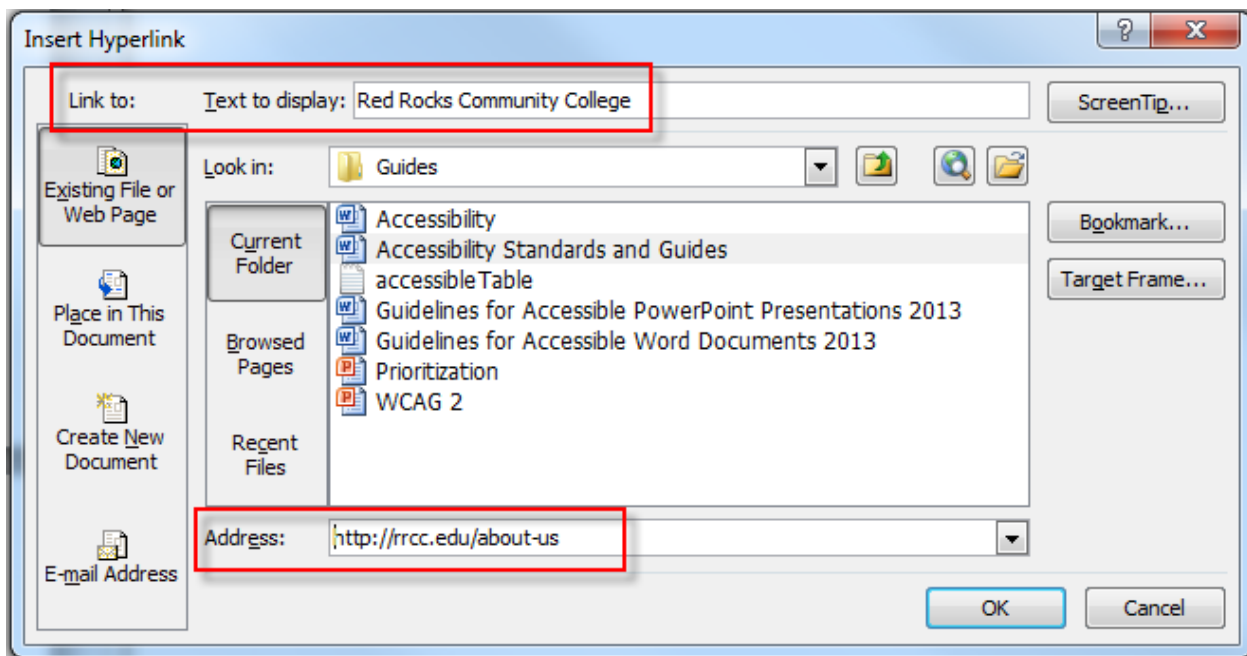 Insert Hyperlink
?
X
Link to:
Text to display: Red Rocks Community College
ScreenTip...
Existing File or
Web Page
Place in This
Document
Create New
Document
E-mail Address
Look in:
Guides
Current
Folder
Browsed
Pages
Recent
Files
Accessibility
Accessibility Standards and Guides
accessibleTable
Guidelines for Accessible PowerPoint Presentations 2013
Guidelines for Accessible Word Documents 2013
Prioritization
WCAG 2
Bookmark...
Target Frame...
Address:
http://rrcc.edu/about-us
OK
Cancel